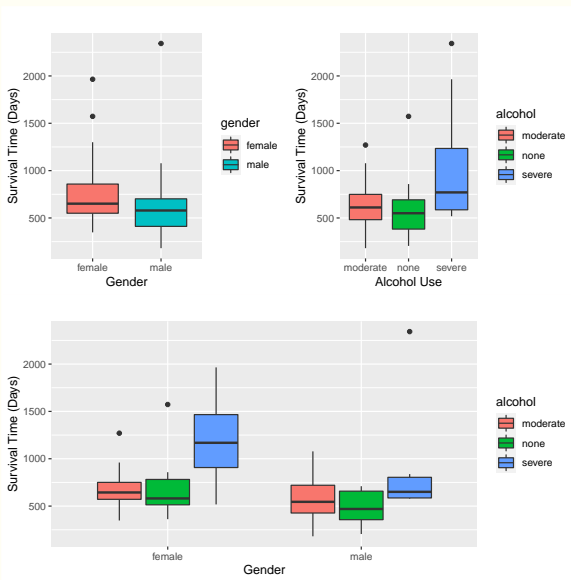 Survival Time (Days)
2000
1500
1000
500
female
male
Gender
gender
female
male
Survival Time (Days)
2000
1500
1000
500
moderate
none
severe
Alcohol Use
alcohol
moderate
none
severe
Survival Time (Days)
2000
1500
1000
500
female
male
Gender
alcohol
moderate
none
severe